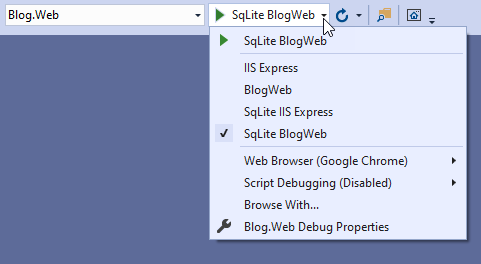 Blog.Web
SqLite BlogWeb
SqLite BlogWeb
IIS Express
BlogWeb
SqLite IIS Express
SqLite BlogWeb
Web Browser (Google Chrome)
Script Debugging (Disabled)
Browse With...
Blog.Web Debug Properties